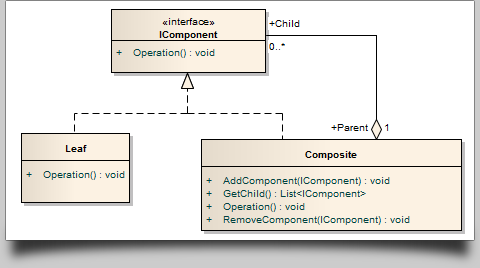 «interface»
IComponent
+ Operation() : void
+Child
0..*
+Parent
1
Leaf
+ Operation() : void
Composite
+ AddComponent(IComponent) : void
+ GetChild() : List<IComponent>
+ Operation() : void
+ RemoveComponent(IComponent) : void